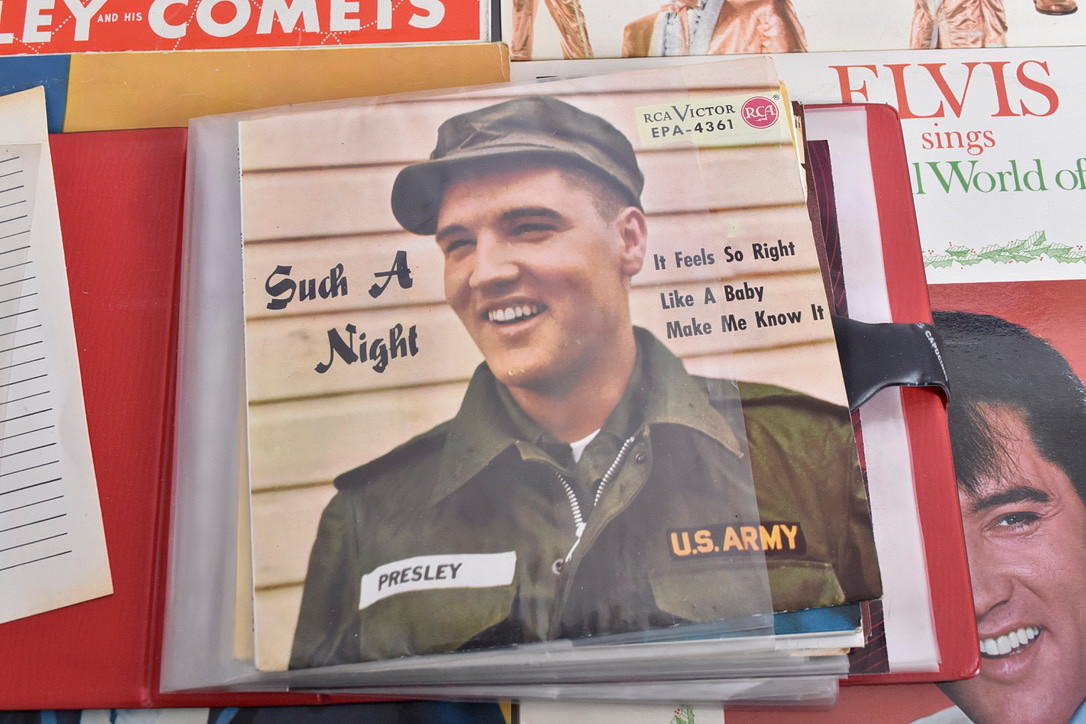 LEY AND HIS COMETS
ELVIS
sings
l World of
RCA VICTOR RCA®
EPA-4361
Such A
Night
It Feels So Right
Like A Baby
Make Me Know It
PRESLEY
U.S. ARMY